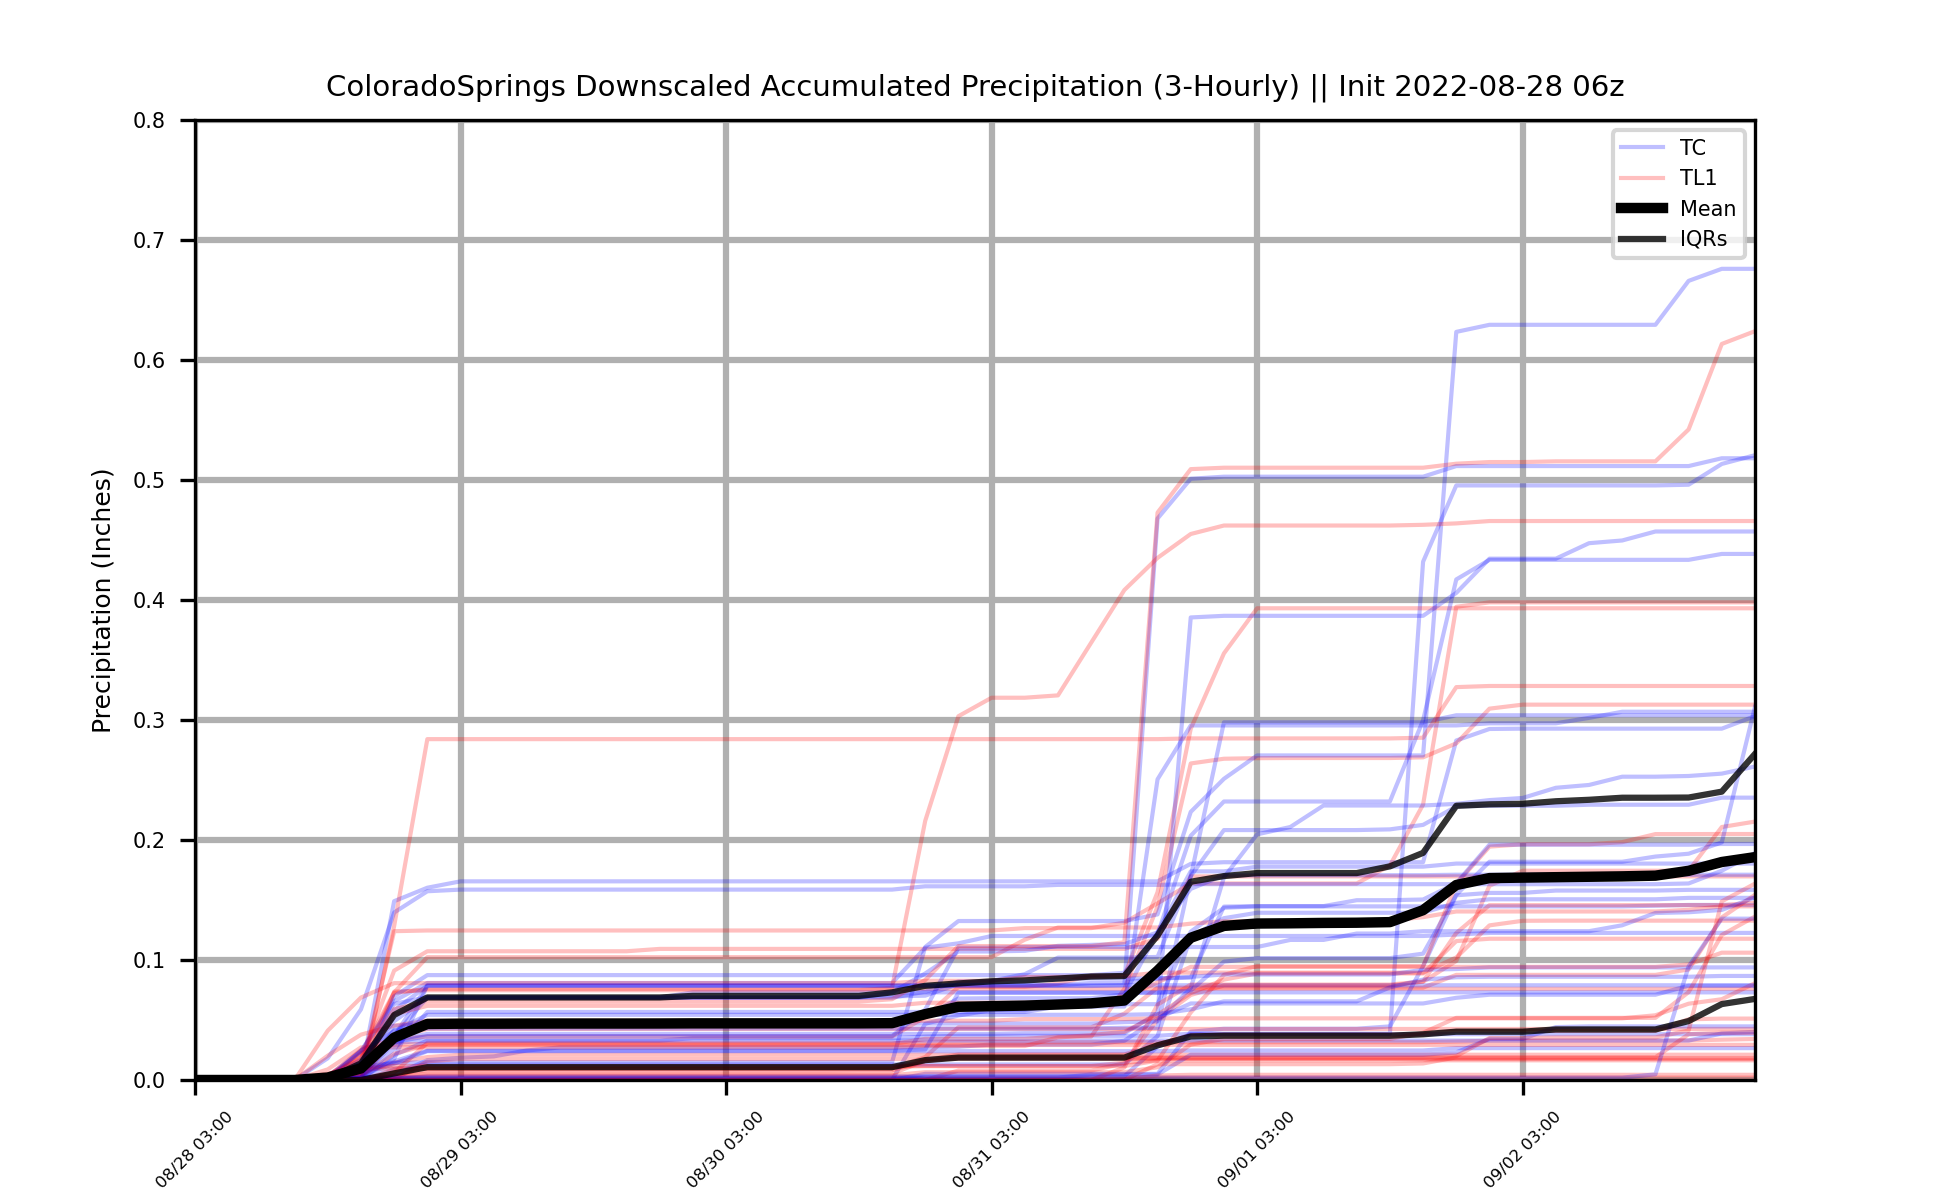 ColoradoSprings Downscaled Accumulated Precipitation (3-Hourly) || Init 2022-08-28 06z
TC
TL1
Mean
IQRs
Precipitation (Inches)
0.8
0.7
0.6
0.5
0.4
0.3
0.2
0.1
0.0
08/28 03:00
08/29 03:00
08/30 03:00
08/31 03:00
09/01 03:00
09/02 03:00